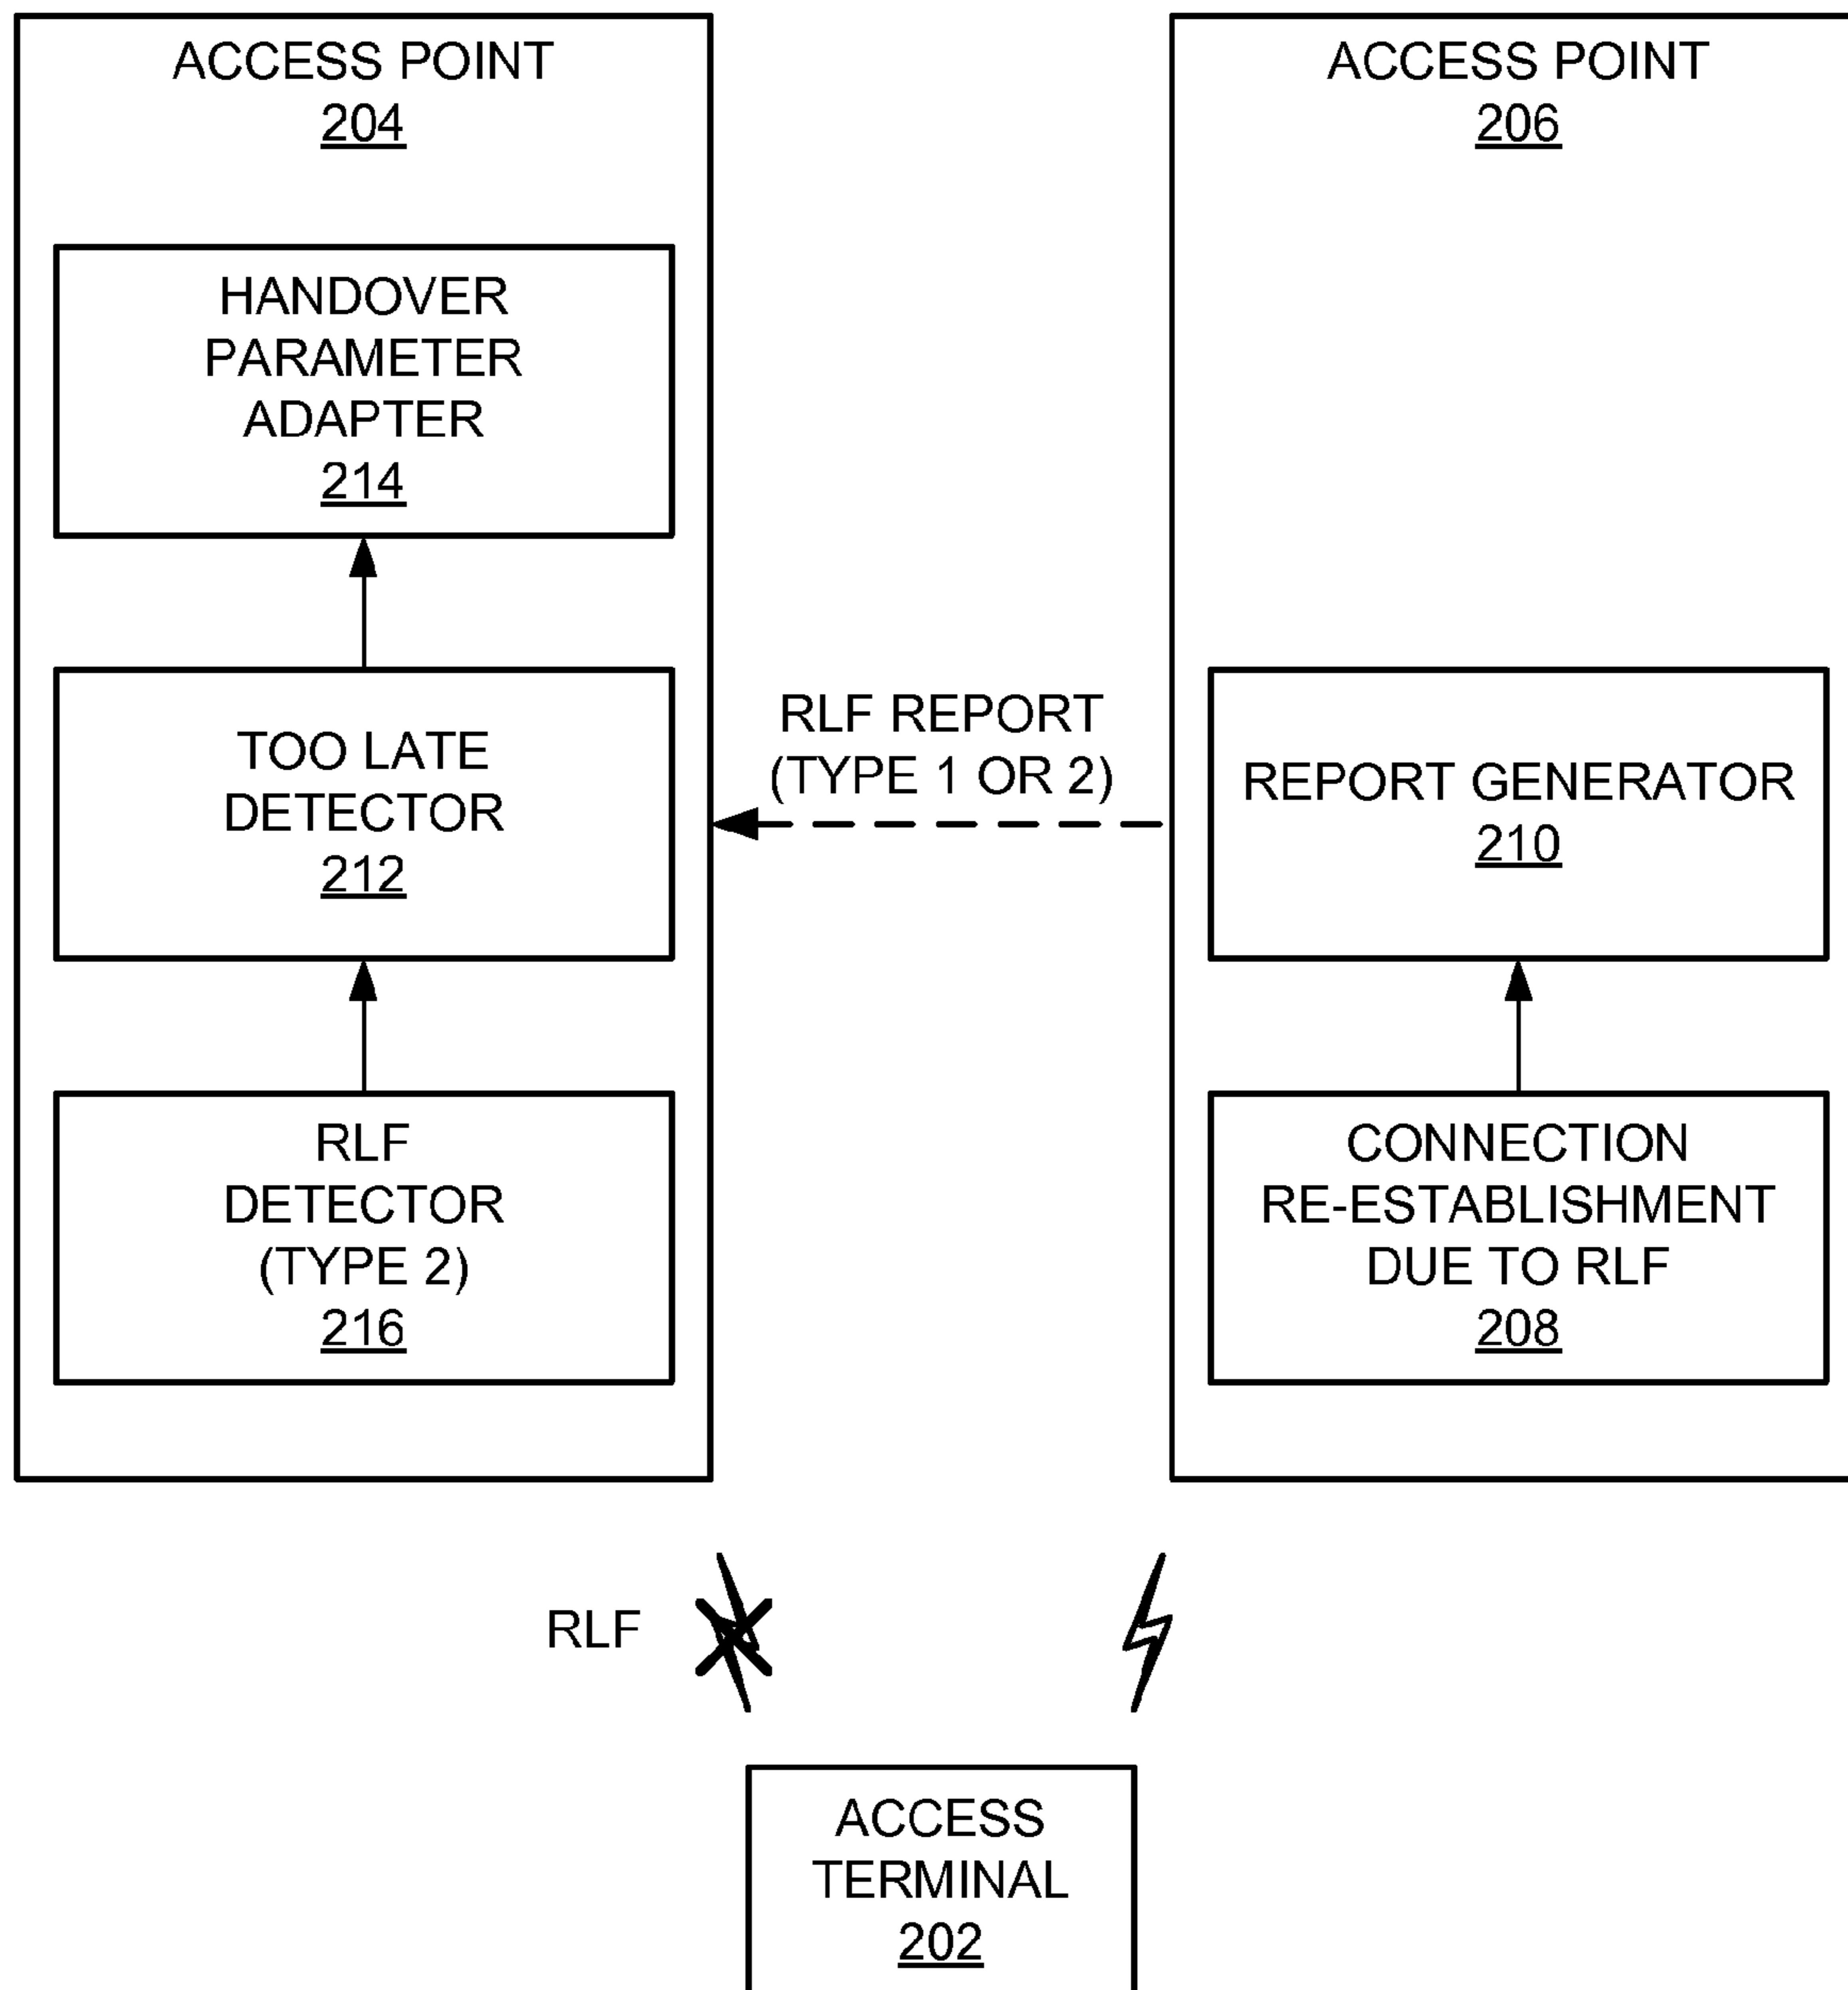 ACCESS POINT
204
HANDOVER
PARAMETER
ADAPTER
214
TOO LATE
DETECTOR
212
RLF
DETECTOR
(TYPE 2)
216
RLF REPORT
(TYPE 1 OR 2)
ACCESS POINT
206
REPORT GENERATOR
210
CONNECTION
RE-ESTABLISHMENT
DUE TO RLF
208
RLF
ACCESS
TERMINAL
202